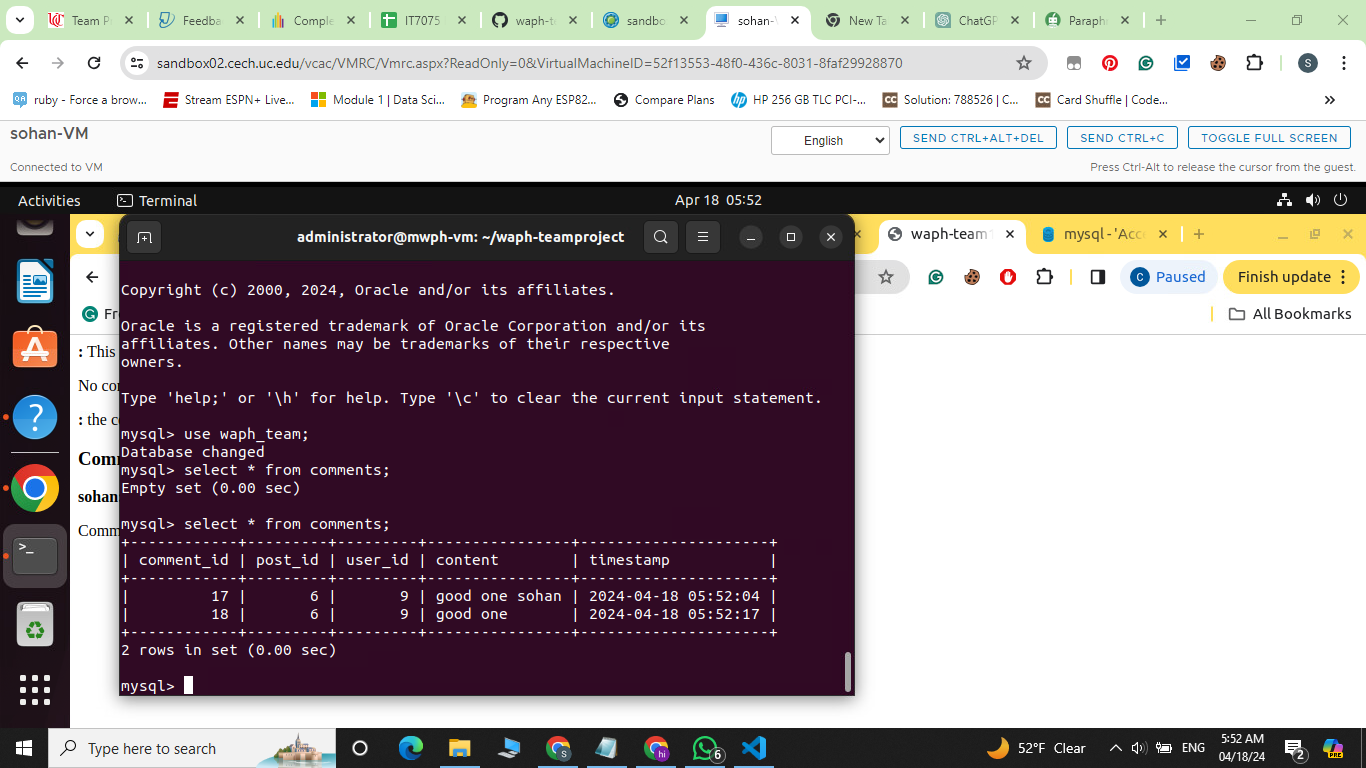 Team P
Feedba
Comple
IT7075
waph-te
sandbo
sohan-V
New Ta
ChatGP
Paraphr
sandbox02.cech.uc.edu/vcac/VMRC/Vmrc.aspx?ReadOnly=0&VirtualMachineID=52f13553-48f0-436c-8031-8faf29928870
S
ruby - Force a brow...
Stream ESPN+ Live...
Module 1 | Data Sci...
Program Any ESP82...
Compare Plans
HP 256 GB TLC PCI-...
Solution: 788526 | C...
Card Shuffle | Code...
sohan-VM
English
SEND CTRL+ALT+DEL
SEND CTRL+C
TOGGLE FULL SCREEN
Connected to VM
Press Ctrl-Alt to release the cursor from the guest.
Activities
Terminal
Apr 18 05:52
administrator@mwph-vm: ~/waph-teamproject
waph-team
mysql - 'Acce
C Paused
Finish update
Fr
All Bookmarks
: This
No con
: the c
Comm
sohan
Comm
Copyright (c) 2000, 2024, Oracle and/or its affiliates.
Oracle is a registered trademark of Oracle Corporation and/or its
affiliates. Other names may be trademarks of their respective
owners.
Type 'help;' or '\h' for help. Type '\c' to clear the current input statement.
mysql> use waph_team;
Database changed
mysql> select * from comments;
Empty set (0.00 sec)
mysql> select * from comments;
+------------+---------+---------+----------------+---------------------+
| comment_id | post_id | user_id | content        | timestamp           |
+------------+---------+---------+----------------+---------------------+
|         17 |       6 |       9 | good one sohan | 2024-04-18 05:52:04 |
|         18 |       6 |       9 | good one       | 2024-04-18 05:52:17 |
+------------+---------+---------+----------------+---------------------+
2 rows in set (0.00 sec)
mysql>
Type here to search
52°F Clear
ENG
5:52 AM
04/18/24